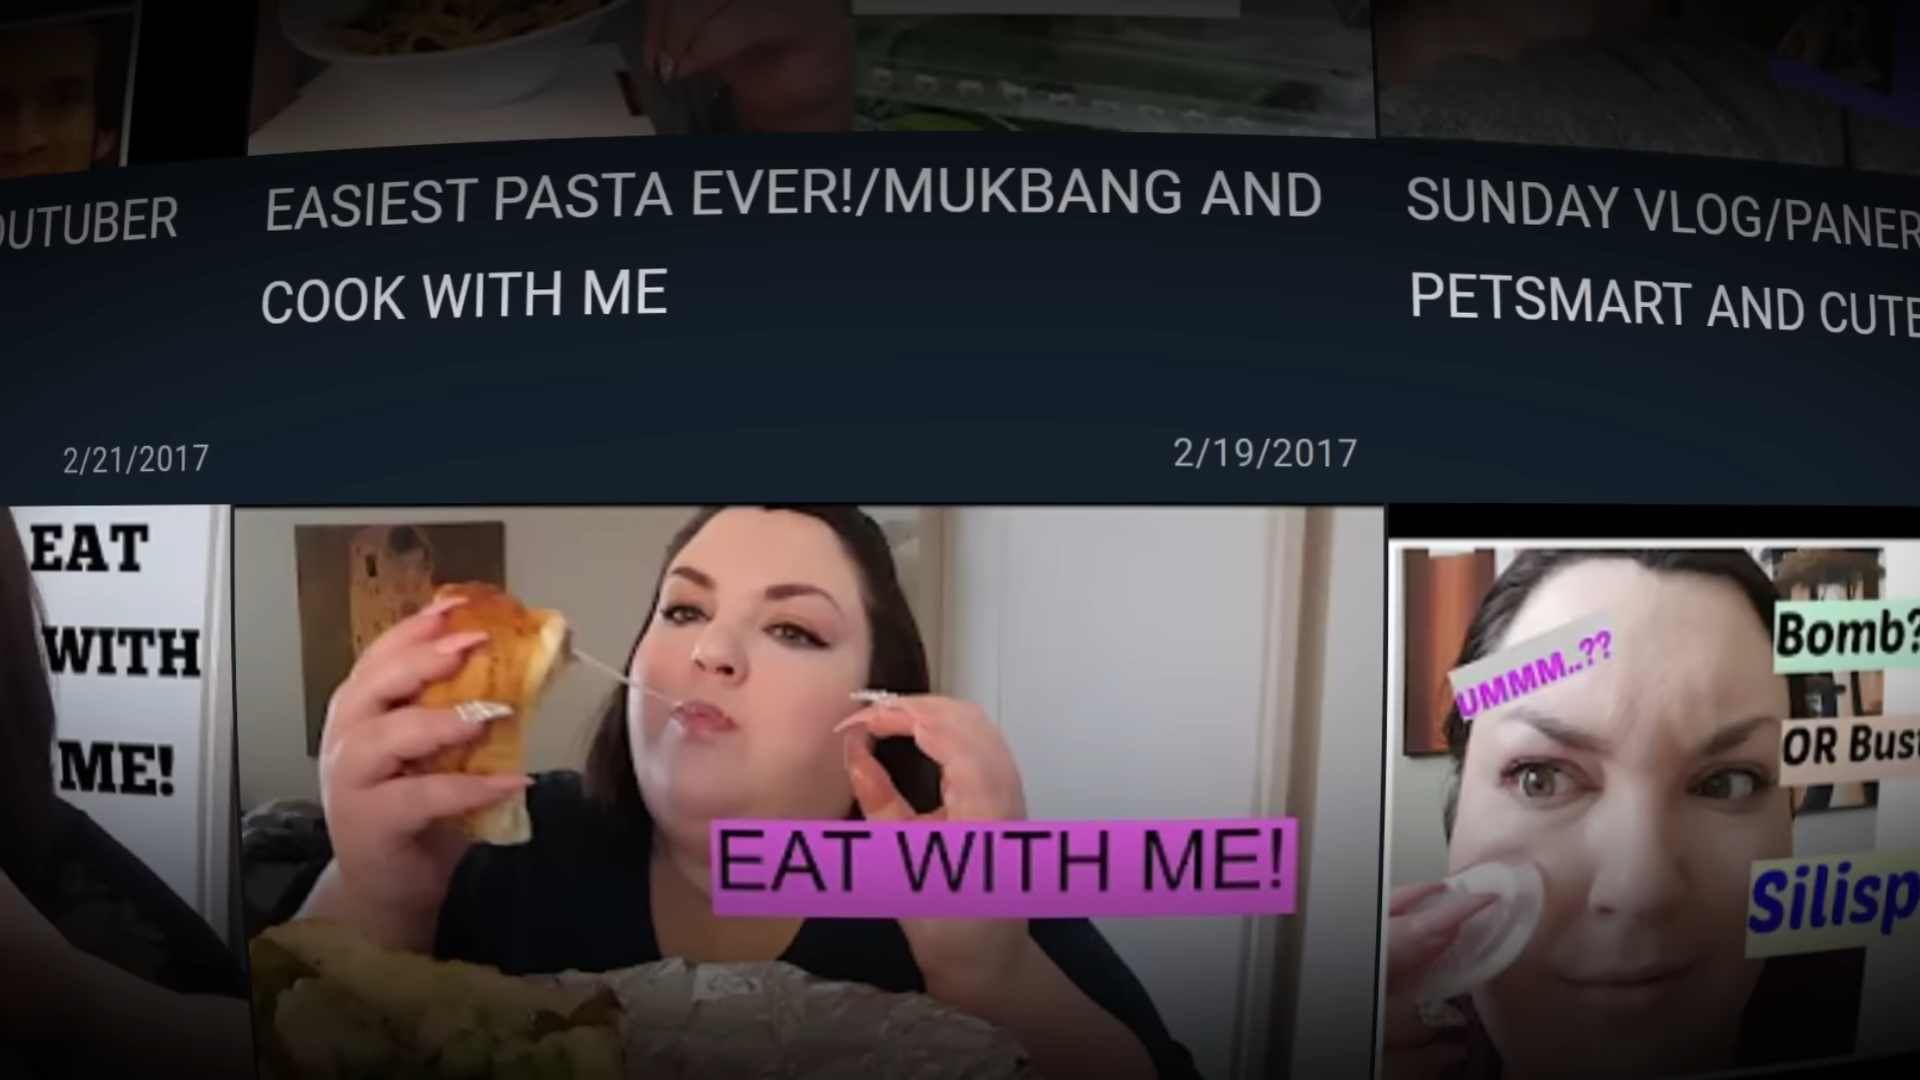 OUTUBER
EASIEST PASTA EVER!/MUKBANG AND
COOK WITH ME
SUNDAY VLOG/PANER
PETSMART AND CUTE
2/21/2017
2/19/2017
EAT
WITH
ME!
EAT WITH ME!
UMMM..??
Bomb?
OR Bust
Silisp